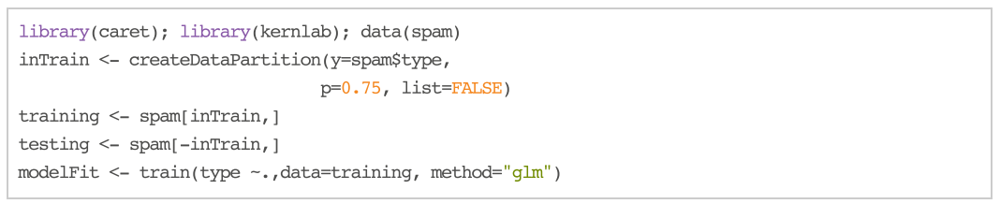 library(caret); library(kernlab); data(spam)
inTrain <- createDataPartition(y=spam$type,
                              p=0.75, list=FALSE)
training <- spam[inTrain,]
testing <- spam[-inTrain,]
modelFit <- train(type ~.,data=training, method="glm")